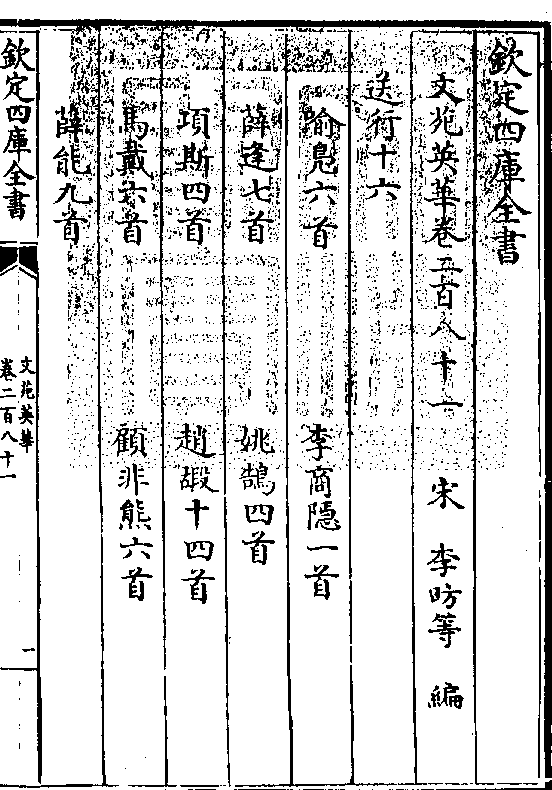 欽定四庫全書
文苑英華卷二百八十一　宋　李昉等　編
送行十六
喻鳧六首　李商隱一首
薛逢七首　姚鵠四首
項斯四首　趙嘏十四首
馬戴六首　顧非熊六首
薛能九首
欽定四庫全書
文苑英華
卷二百八十一
一